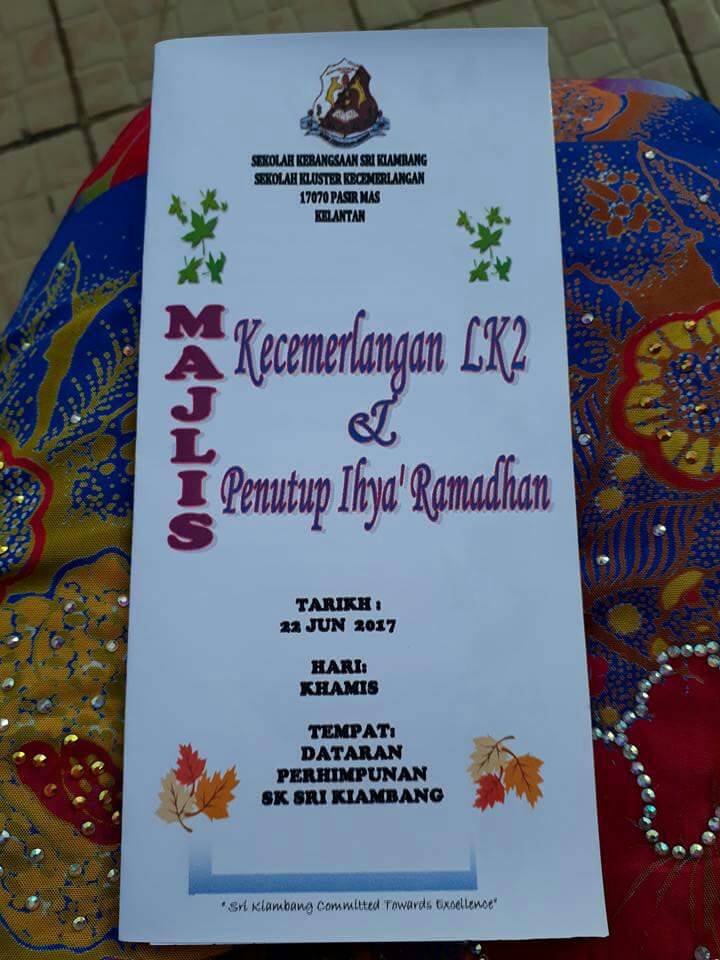 SEKOLAH KEBANGSAAN SRI KIAMBANG
SEKOLAH KLUSTER KECEMERLANGAN
17070 PASIR MAS
KELANTAN
MAJLIS
Kecemerlangan LK2
&
Penutup Ihya' Ramadhan
TARIKH :
22 JUN 2017
HARI:
KHAMIS
TEMPAT:
DATARAN
PERHIMPUNAN
SK SRI KIAMBANG
" Sri Kiambang Committed Towards Excellence"